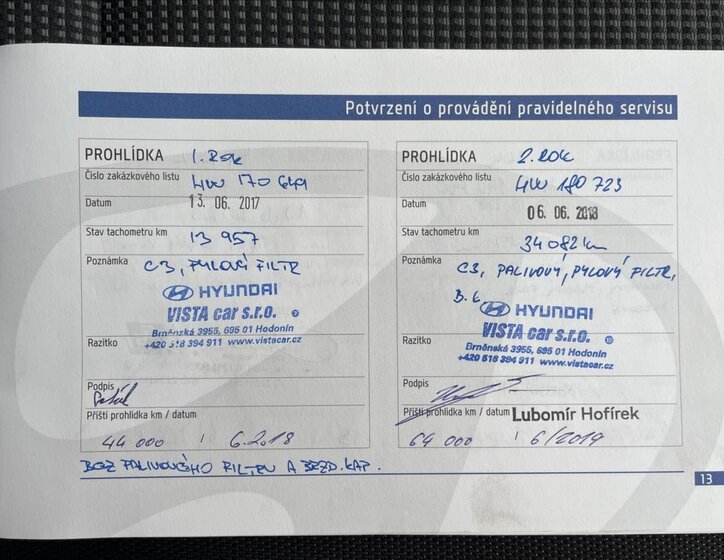 Potvrzení o provádění pravidelného servisu
PROHLÍDKA 1. Rok
Číslo zakázkového listu HW 170 649
Datum 13. 06. 2017
Stav tachometru km 13 957
Poznámka C3, PYLOVÝ FILTR
HYUNDAI
VISTA car s.r.o.
Brněnská 3955, 695 01 Hodonín
Razítko +420 518 394 911 www.vistacar.cz
Podpis
Příští prohlídka km / datum
44 000 / 6.2018
BEZ PALIVOVÉHO FILTRU A BRZD. KAP.
PROHLÍDKA 2. ROK
Číslo zakázkového listu HW 180 723
Datum 06. 06. 2018
Stav tachometru km 34 082 km
Poznámka C3, PALIVOVÝ, PYLOVÝ FILTR,
B. K.
HYUNDAI
VISTA car s.r.o.
Brněnská 3955, 695 01 Hodonín
Razítko +420 518 394 911 www.vistacar.cz
Podpis
Příští prohlídka km / datum Lubomír Hofírek
64 000 / 6/2019
13